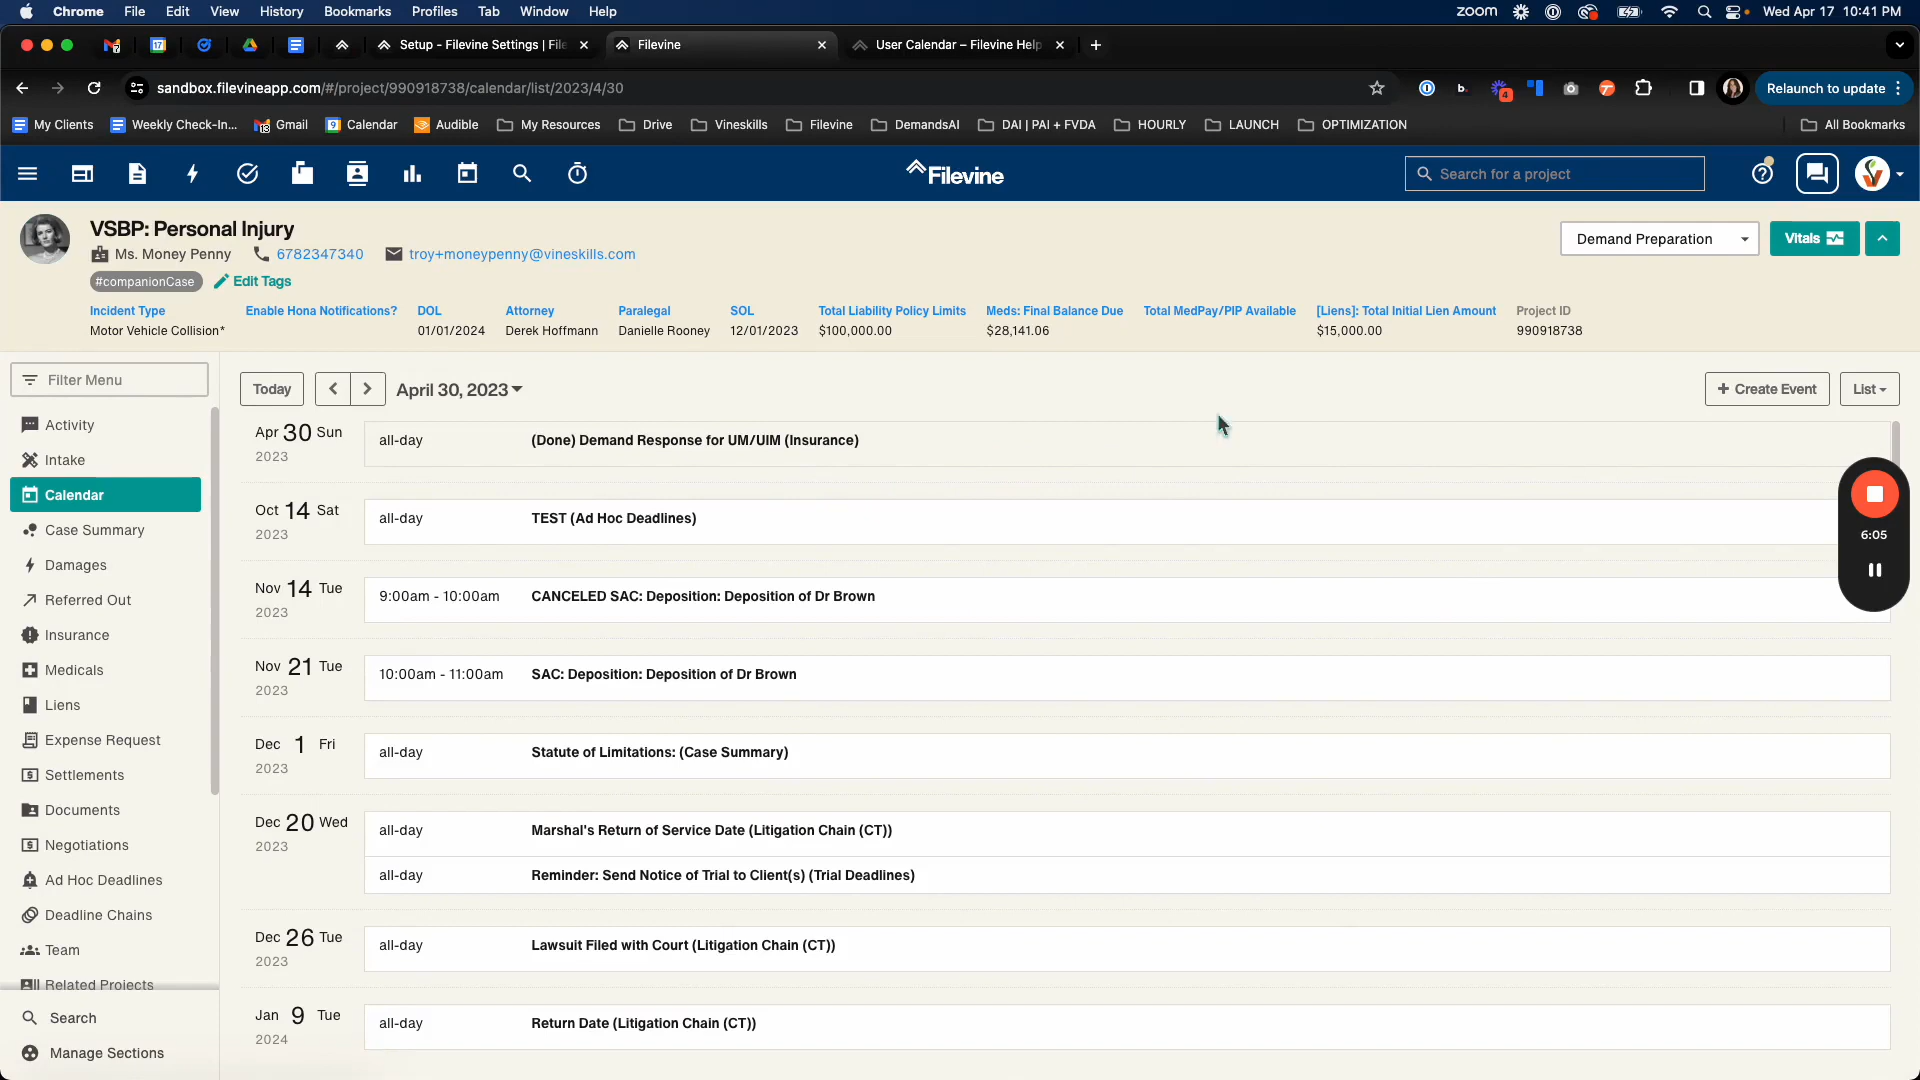 Chrome File Edit View History Bookmarks Profiles Tab Window Help zoom Wed Apr 17 10:41 PM
Setup - Filevine Settings | File
Filevine
User Calendar – Filevine Help
sandbox.filevineapp.com/#/project/990918738/calendar/list/2023/4/30
4
Relaunch to update
My Clients Weekly Check-In... Gmail Calendar Audible My Resources Drive Vineskills Filevine DemandsAI DAI | PAI + FVDA HOURLY LAUNCH OPTIMIZATION All Bookmarks
Filevine
Search for a project
VSBP: Personal Injury
Ms. Money Penny 6782347340 troy+moneypenny@vineskills.com
#companionCase Edit Tags
Demand Preparation
Vitals
Incident Type Enable Hona Notifications? DOL Attorney Paralegal SOL Total Liability Policy Limits Meds: Final Balance Due Total MedPay/PIP Available [Liens]: Total Initial Lien Amount Project ID
Motor Vehicle Collision* 01/01/2024 Derek Hoffmann Danielle Rooney 12/01/2023 $100,000.00 $28,141.06 $15,000.00 990918738
Filter Menu
Activity
Intake
Calendar
Case Summary
Damages
Referred Out
Insurance
Medicals
Liens
Expense Request
Settlements
Documents
Negotiations
Ad Hoc Deadlines
Deadline Chains
Team
Related Projects
Search
Manage Sections
Today April 30, 2023 + Create Event List
Apr 30 Sun all-day (Done) Demand Response for UM/UIM (Insurance)
2023
Oct 14 Sat all-day TEST (Ad Hoc Deadlines)
2023
Nov 14 Tue 9:00am - 10:00am CANCELED SAC: Deposition: Deposition of Dr Brown
2023
Nov 21 Tue 10:00am - 11:00am SAC: Deposition: Deposition of Dr Brown
2023
Dec 1 Fri all-day Statute of Limitations: (Case Summary)
2023
Dec 20 Wed all-day Marshal's Return of Service Date (Litigation Chain (CT))
2023
all-day Reminder: Send Notice of Trial to Client(s) (Trial Deadlines)
Dec 26 Tue all-day Lawsuit Filed with Court (Litigation Chain (CT))
2023
Jan 9 Tue all-day Return Date (Litigation Chain (CT))
2024
6:05